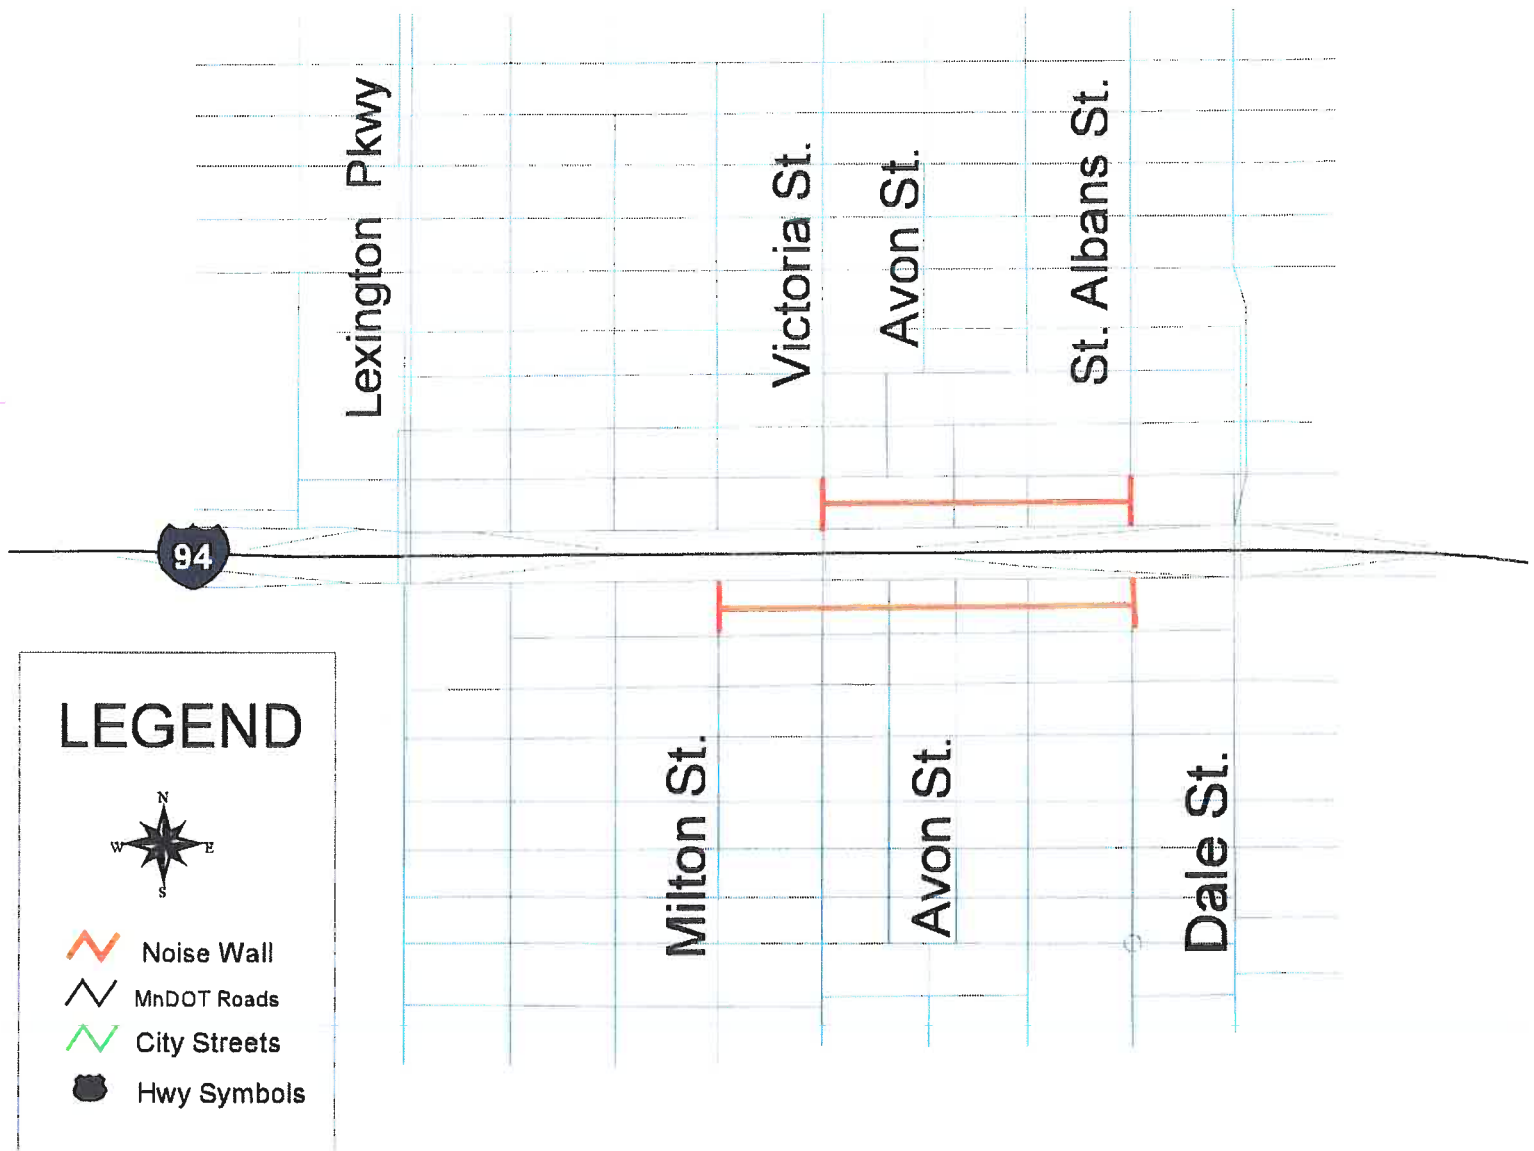 Lexington Pkwy
Victoria St.
Avon St.
St. Albans St.
94
Milton St.
Avon St.
Dale St.
LEGEND
N
W E
S
Noise Wall
MnDOT Roads
City Streets
Hwy Symbols